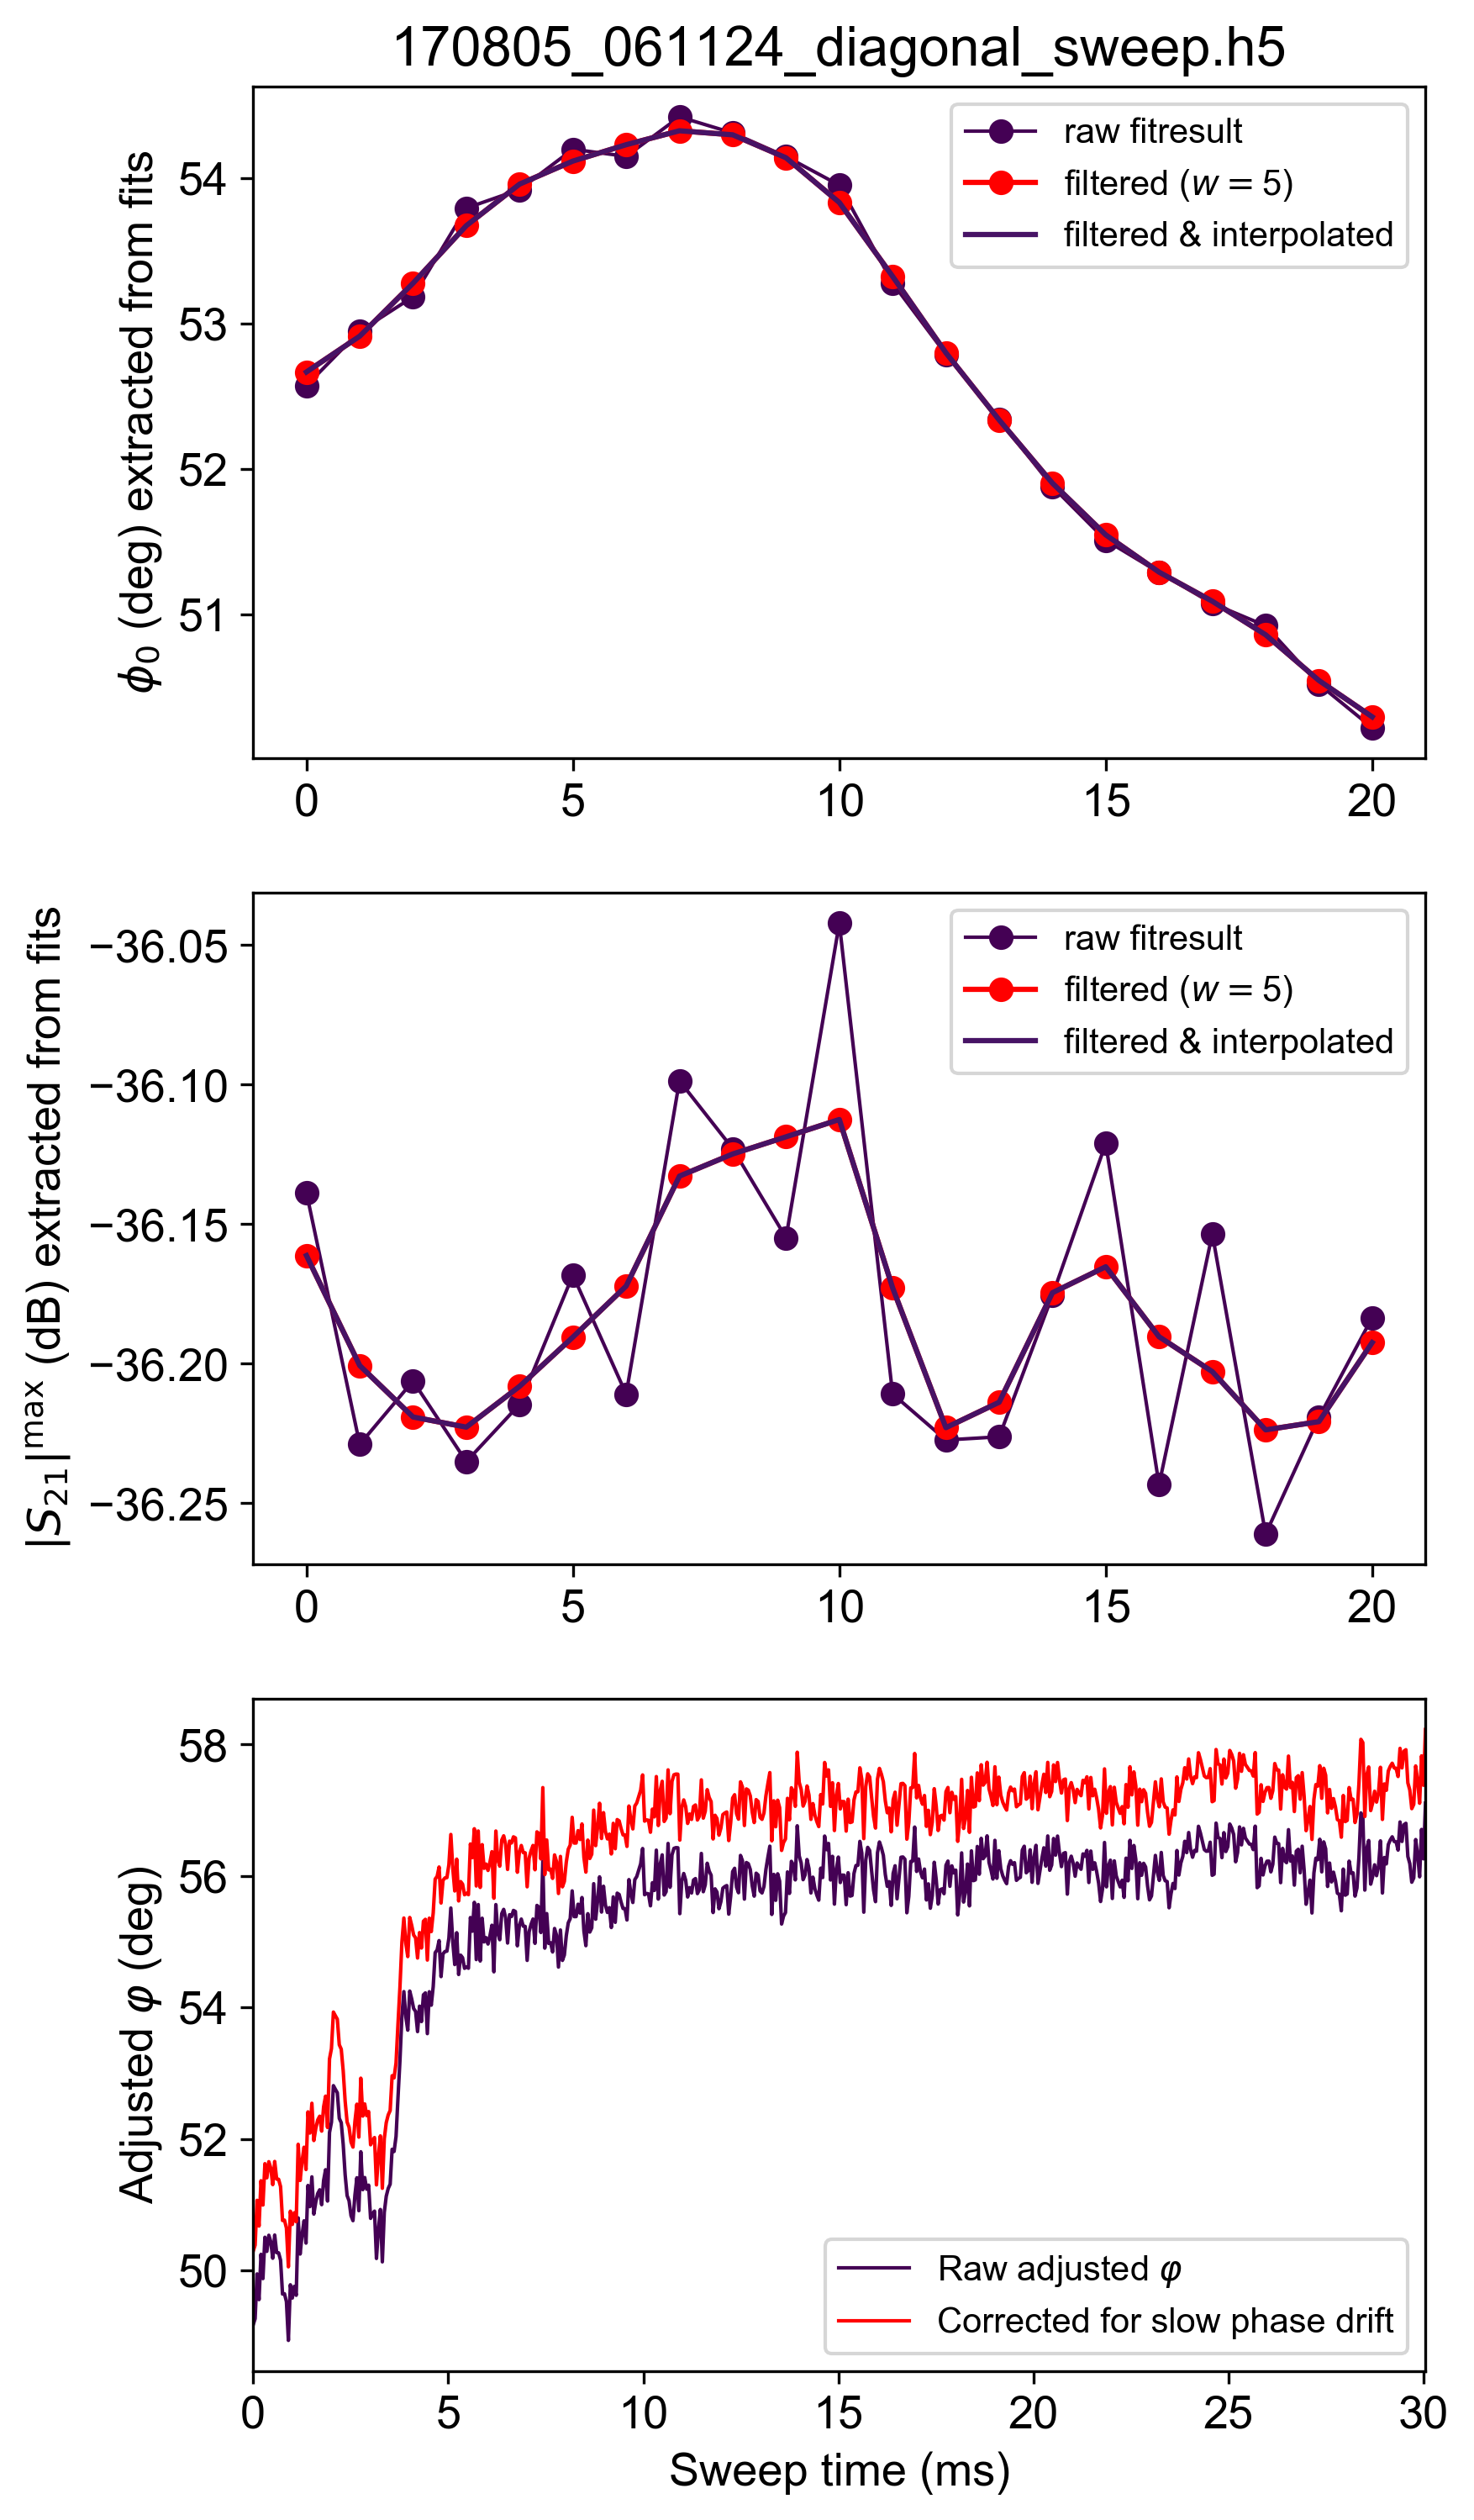 170805_061124_diagonal_sweep.h5
ϕ₀ (deg) extracted from fits
54
53
52
51
0 5 10 15 20
raw fitresult
filtered (w = 5)
filtered & interpolated
|S₂₁|ᵐᵃˣ (dB) extracted from fits
−36.05
−36.10
−36.15
−36.20
−36.25
0 5 10 15 20
raw fitresult
filtered (w = 5)
filtered & interpolated
Adjusted φ (deg)
58
56
54
52
50
0 5 10 15 20 25 30
Raw adjusted φ
Corrected for slow phase drift
Sweep time (ms)